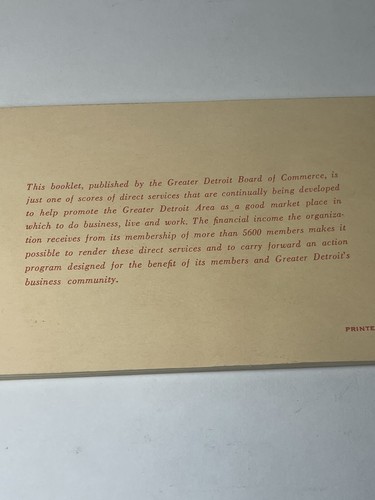 This booklet, published by the Greater Detroit Board of Commerce, is
just one of scores of direct services that are continually being developed
to help promote the Greater Detroit Area as a good market place in
which to do business, live and work. The financial income the organiza-
tion receives from its membership of more than 5600 members makes it
possible to render these direct services and to carry forward an action
program designed for the benefit of its members and Greater Detroit's
business community.
PRINTE